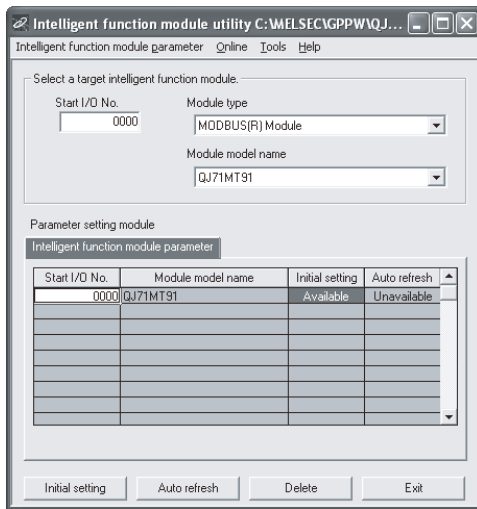 Intelligent function module utility C:\MELSEC\GPPW\QJ...
Intelligent function module parameter Online Tools Help
Select a target intelligent function module.
Start I/O No. Module type
0000 MODBUS(R) Module
Module model name
QJ71MT91
Parameter setting module
Intelligent function module parameter
Start I/O No. Module model name Initial setting Auto refresh
0000 QJ71MT91 Available Unavailable
Initial setting Auto refresh Delete Exit